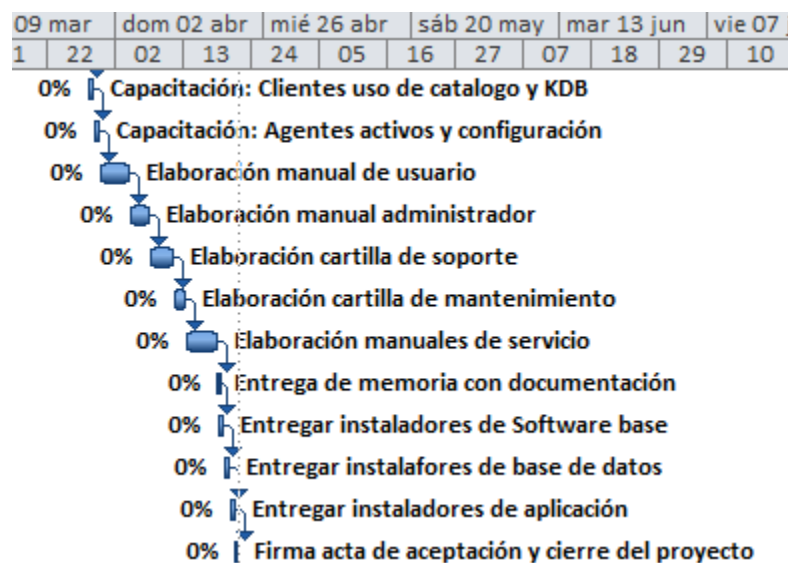 09 mar dom 02 abr mié 26 abr sáb 20 may mar 13 jun vie 07
1 22 02 13 24 05 16 27 07 18 29 10
0% Capacitación: Clientes uso de catalogo y KDB
0% Capacitación: Agentes activos y configuración
0% Elaboración manual de usuario
0% Elaboración manual administrador
0% Elaboración cartilla de soporte
0% Elaboración cartilla de mantenimiento
0% Elaboración manuales de servicio
0% Entrega de memoria con documentación
0% Entregar instaladores de Software base
0% Entregar instalafores de base de datos
0% Entregar instaladores de aplicación
0% Firma acta de aceptación y cierre del proyecto